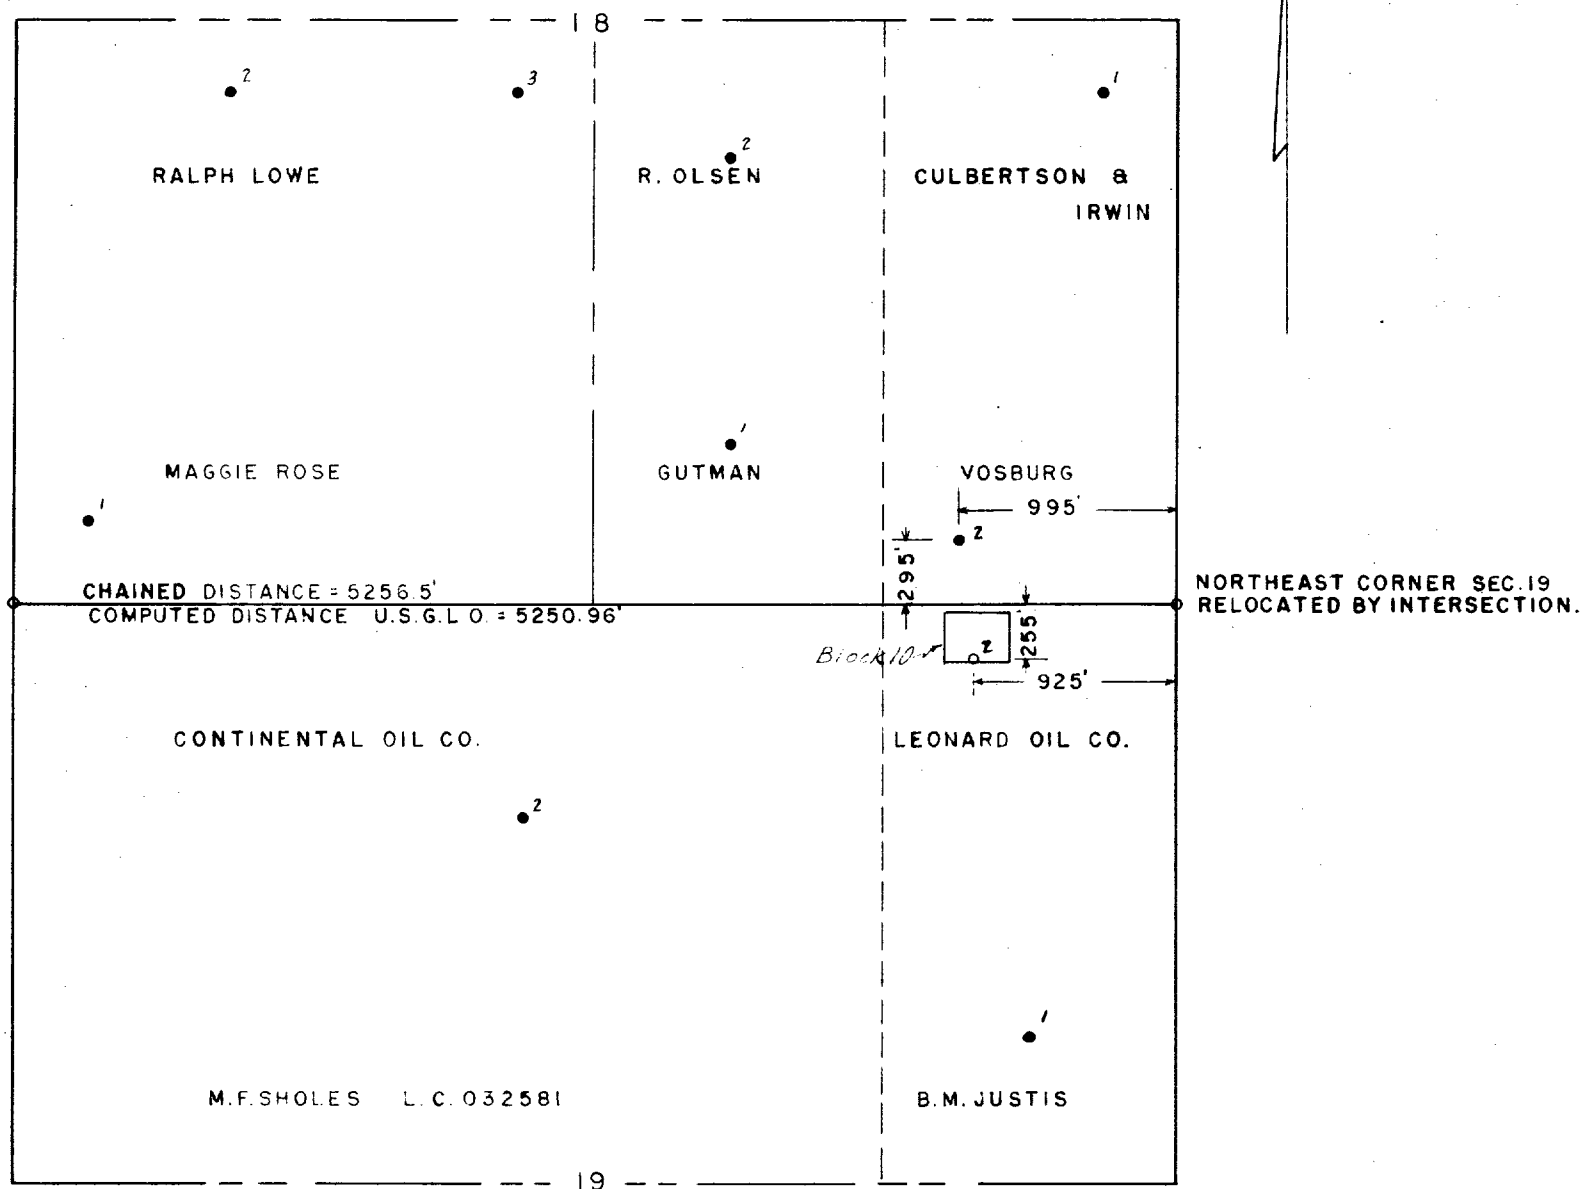 18
2
3
1
2
RALPH LOWE
R. OLSEN
CULBERTSON &
IRWIN
1
MAGGIE ROSE
GUTMAN
VOSBURG
995'
1
2
295'
CHAINED DISTANCE = 5256.5'
COMPUTED DISTANCE U.S.G.L O. = 5250.96'
NORTHEAST CORNER SEC. 19
RELOCATED BY INTERSECTION.
255'
Block 10
2
925'
CONTINENTAL OIL CO.
LEONARD OIL CO.
2
1
M.F. SHOLES L.C. 032581
B.M. JUSTIS
19